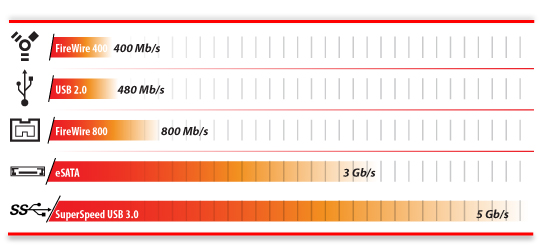 FireWire 400 400 Mb/s
USB 2.0 480 Mb/s
FireWire 800 800 Mb/s
eSATA 3 Gb/s
SS SuperSpeed USB 3.0 5 Gb/s